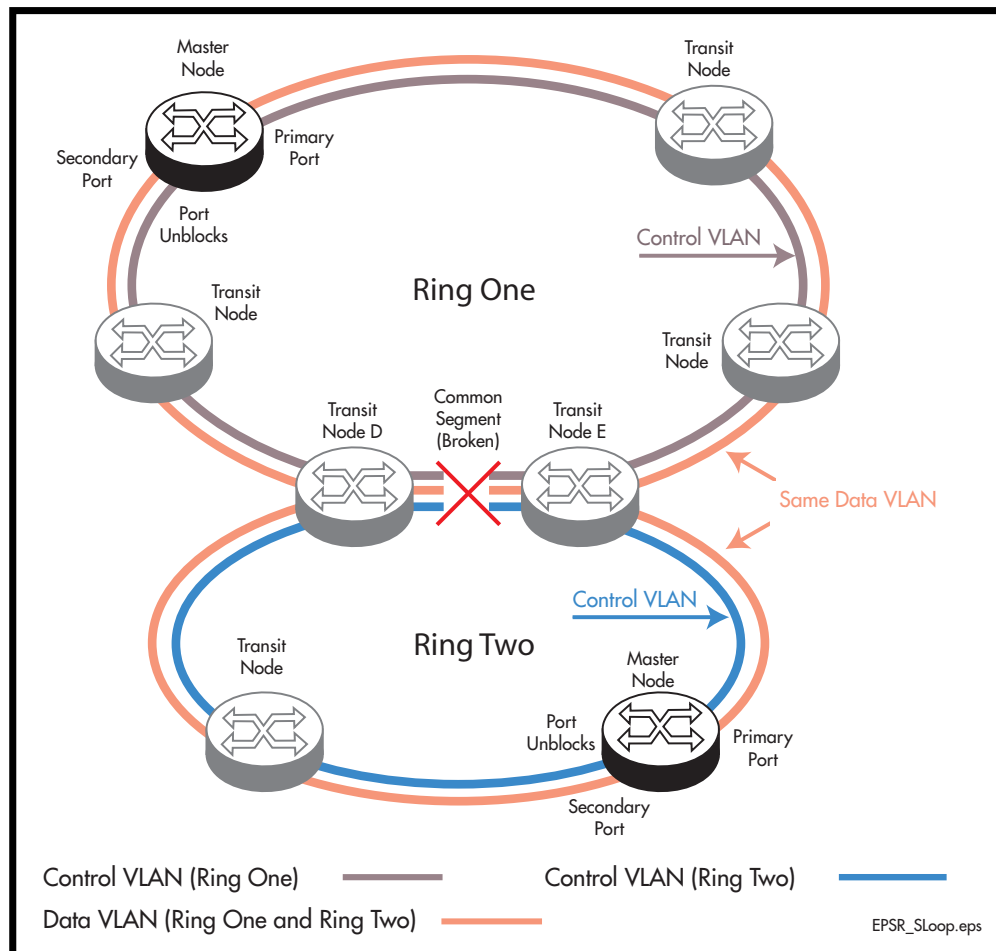 Master
Node
Transit
Node
Secondary
Port
Primary
Port
Port
Unblocks
Control VLAN
Ring One
Transit
Node
Transit
Node
Common
Segment
(Broken)
Transit
Node D
Transit
Node E
Same Data VLAN
Control VLAN
Ring Two
Transit
Node
Master
Node
Port
Unblocks
Primary
Port
Secondary
Port
Control VLAN (Ring One)
Control VLAN (Ring Two)
Data VLAN (Ring One and Ring Two)
EPSR_SLoop.eps